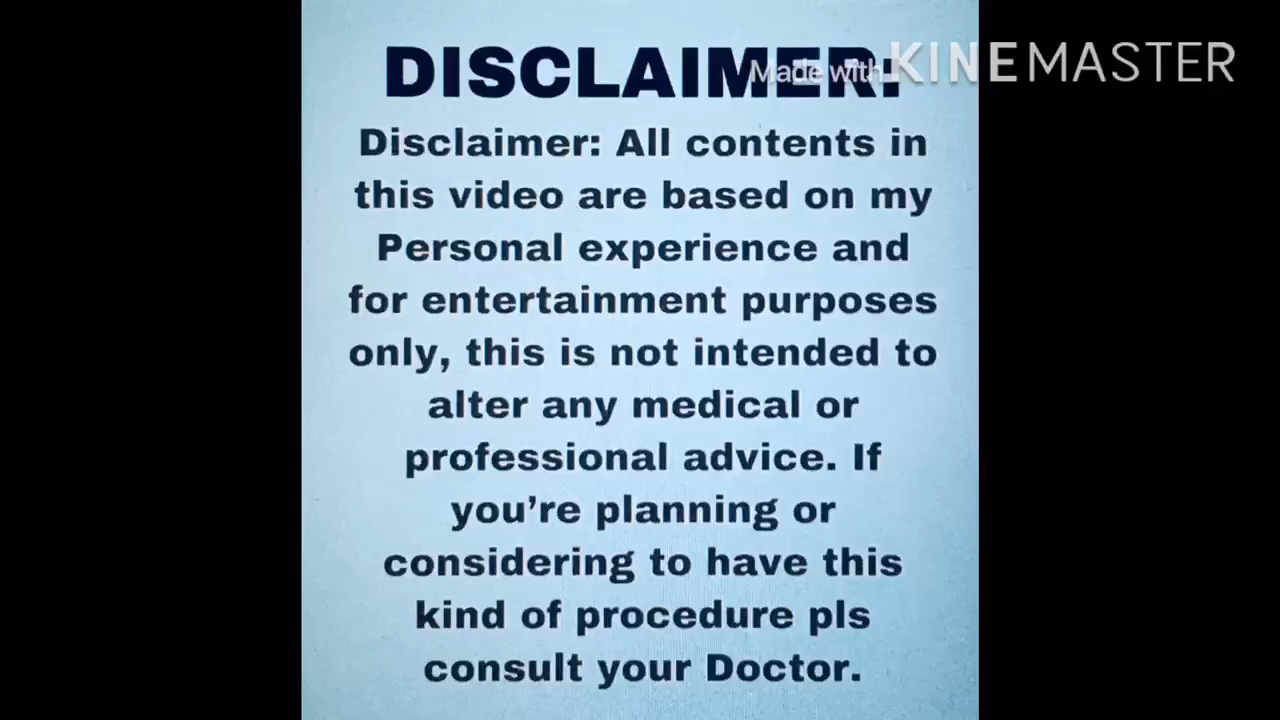 DISCLAIMER:
Made with KINEMASTER
Disclaimer: All contents in
this video are based on my
Personal experience and
for entertainment purposes
only, this is not intended to
alter any medical or
professional advice. If
you’re planning or
considering to have this
kind of procedure pls
consult your Doctor.